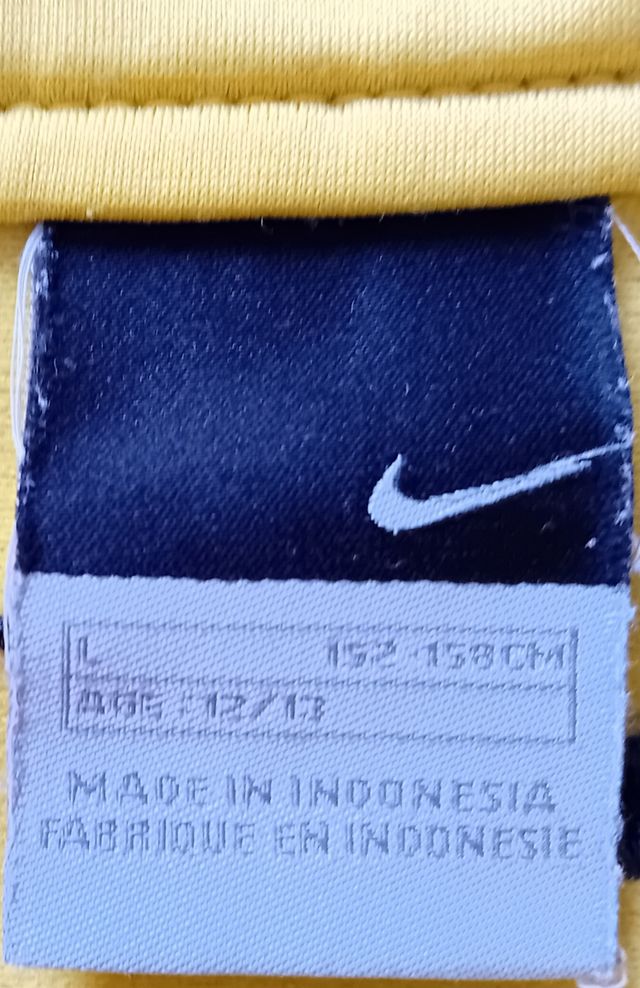 L 152-158CM
AGE : 12/13
MADE IN INDONESIA
FABRIQUE EN INDONESIE